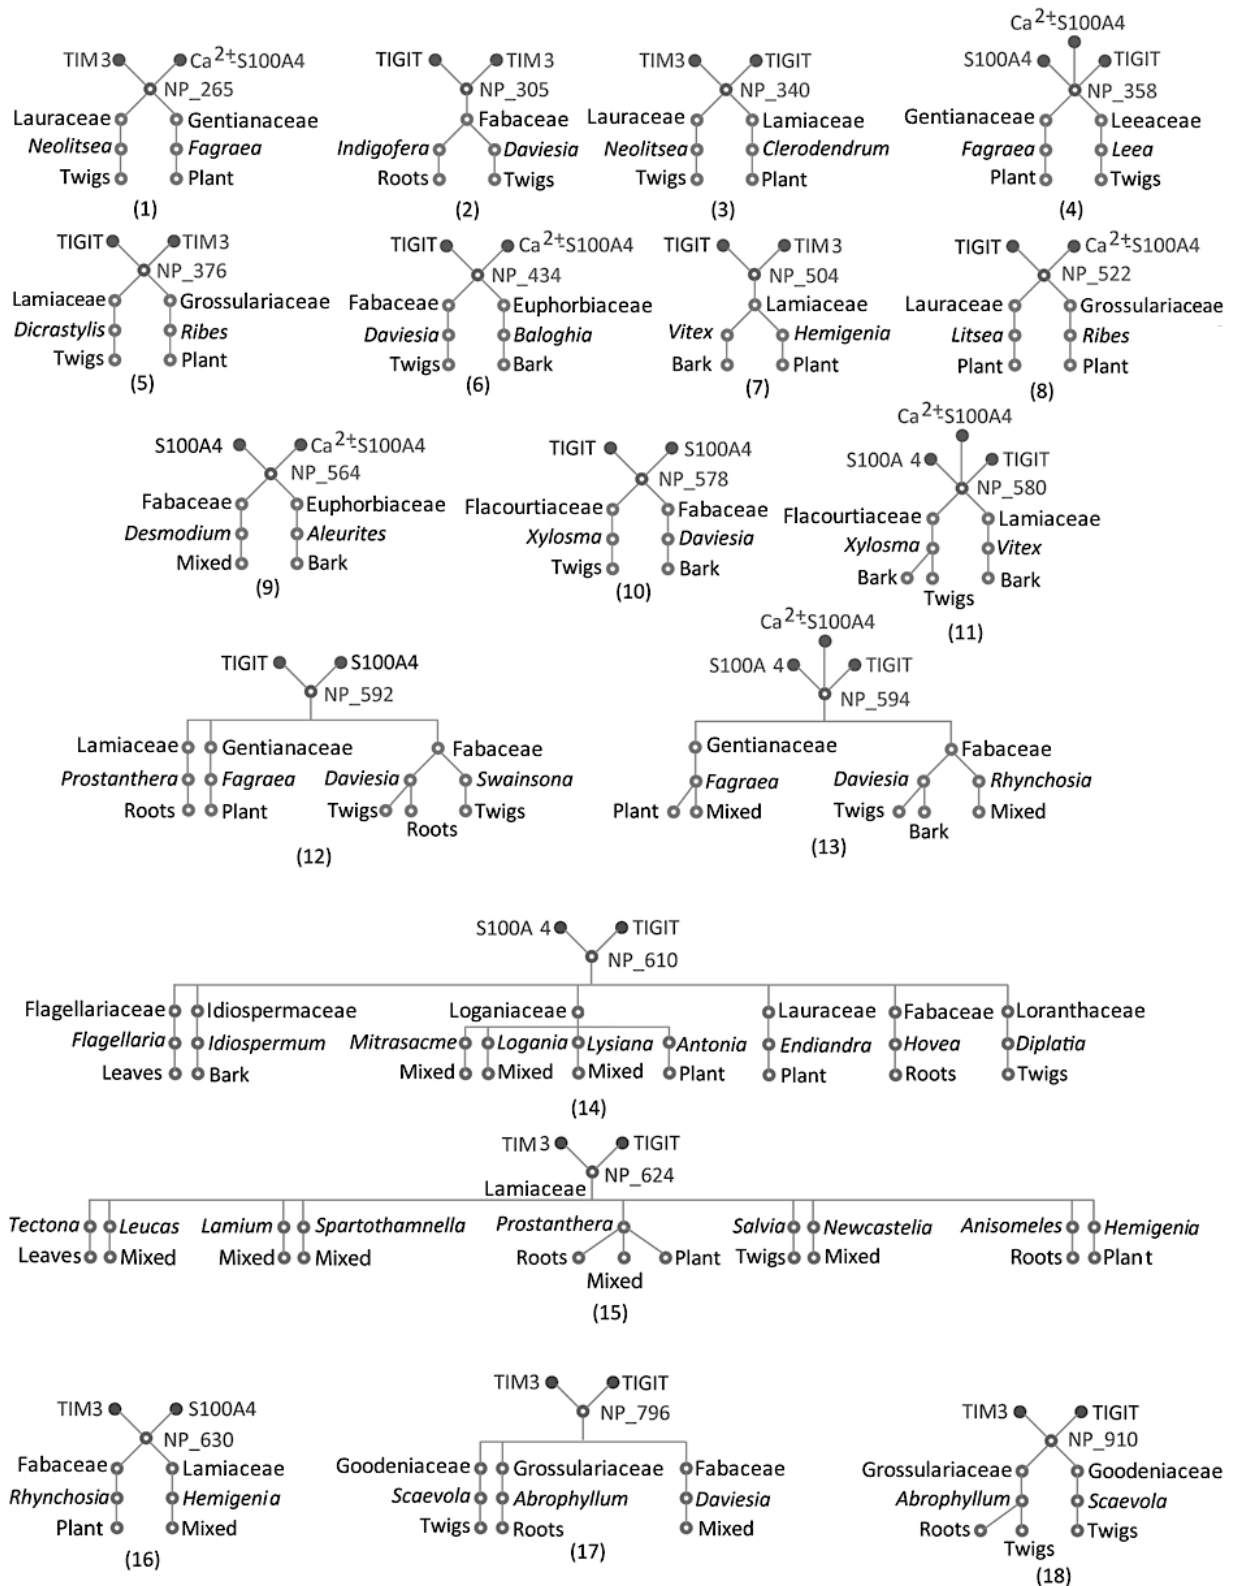 TIM3 Ca2+-S100A4
NP_265
Lauraceae Gentianaceae
Neolitsea Fagraea
Twigs Plant
(1)
TIGIT TIM3
NP_305
Fabaceae
Indigofera Daviesia
Roots Twigs
(2)
TIM3 TIGIT
NP_340
Lauraceae Lamiaceae
Neolitsea Clerodendrum
Twigs Plant
(3)
Ca2+-S100A4
S100A4 TIGIT
NP_358
Gentianaceae Leeaceae
Fagraea Leea
Plant Twigs
(4)
TIGIT TIM3
NP_376
Lamiaceae Grossulariaceae
Dicrastylis Ribes
Twigs Plant
(5)
TIGIT Ca2+-S100A4
NP_434
Fabaceae Euphorbiaceae
Daviesia Baloghia
Twigs Bark
(6)
TIGIT TIM3
NP_504
Lamiaceae
Vitex Hemigenia
Bark Plant
(7)
TIGIT Ca2+-S100A4
NP_522
Lauraceae Grossulariaceae
Litsea Ribes
Plant Plant
(8)
S100A4 Ca2+-S100A4
NP_564
Fabaceae Euphorbiaceae
Desmodium Aleurites
Mixed Bark
(9)
TIGIT S100A4
NP_578
Flacourtiaceae Fabaceae
Xylosma Daviesia
Twigs Bark
(10)
Ca2+-S100A4
S100A 4 TIGIT
NP_580
Flacourtiaceae Lamiaceae
Xylosma Vitex
Bark Bark
Twigs
(11)
TIGIT S100A4
NP_592
Lamiaceae Gentianaceae Fabaceae
Prostanthera Fagraea Daviesia Swainsona
Roots Plant Twigs Twigs
Roots
(12)
Ca2+-S100A4
S100A 4 TIGIT
NP_594
Gentianaceae Fabaceae
Fagraea Daviesia Rhynchosia
Plant Mixed Twigs Mixed
Bark
(13)
S100A 4 TIGIT
NP_610
Flagellariaceae Idiospermaceae Loganiaceae Lauraceae Fabaceae Loranthaceae
Flagellaria Idiospermum Mitrasacme Logania Lysiana Antonia Endiandra Hovea Diplatia
Leaves Bark Mixed Mixed Mixed Plant Plant Roots Twigs
(14)
TIM3 TIGIT
NP_624
Lamiaceae
Tectona Leucas Lamium Spartothamnella Prostanthera Salvia Newcastelia Anisomeles Hemigenia
Leaves Mixed Mixed Mixed Roots Plant Twigs Mixed Roots Plant
Mixed
(15)
TIM3 S100A4
NP_630
Fabaceae Lamiaceae
Rhynchosia Hemigenia
Plant Mixed
(16)
TIM3 TIGIT
NP_796
Goodeniaceae Grossulariaceae Fabaceae
Scaevola Abrophyllum Daviesia
Twigs Roots Mixed
(17)
TIM3 TIGIT
NP_910
Grossulariaceae Goodeniaceae
Abrophyllum Scaevola
Roots Twigs
Twigs
(18)